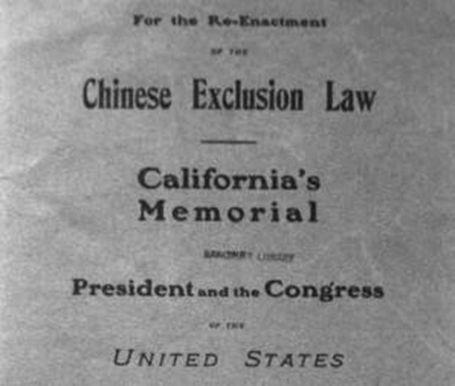 For the Re-Enactment
OF THE
Chinese Exclusion Law
California's
Memorial
BANCROFT LIBRARY
President and the Congress
OF THE
UNITED STATES